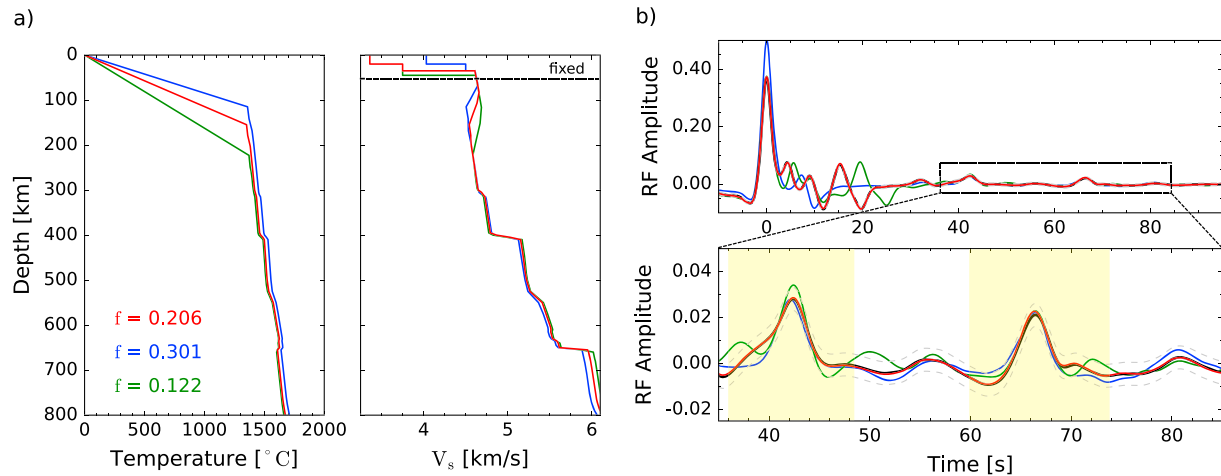 a)
b)
0
100
200
300
400
500
600
700
800
Depth [km]
f = 0.206
f = 0.301
f = 0.122
0 500 1000 1500 2000
Temperature [°C]
fixed
4 5 6
Vs [km/s]
0.40
0.20
0.00
RF Amplitude
0 20 40 60 80
0.04
0.02
0.00
-0.02
RF Amplitude
40 50 60 70 80
Time [s]